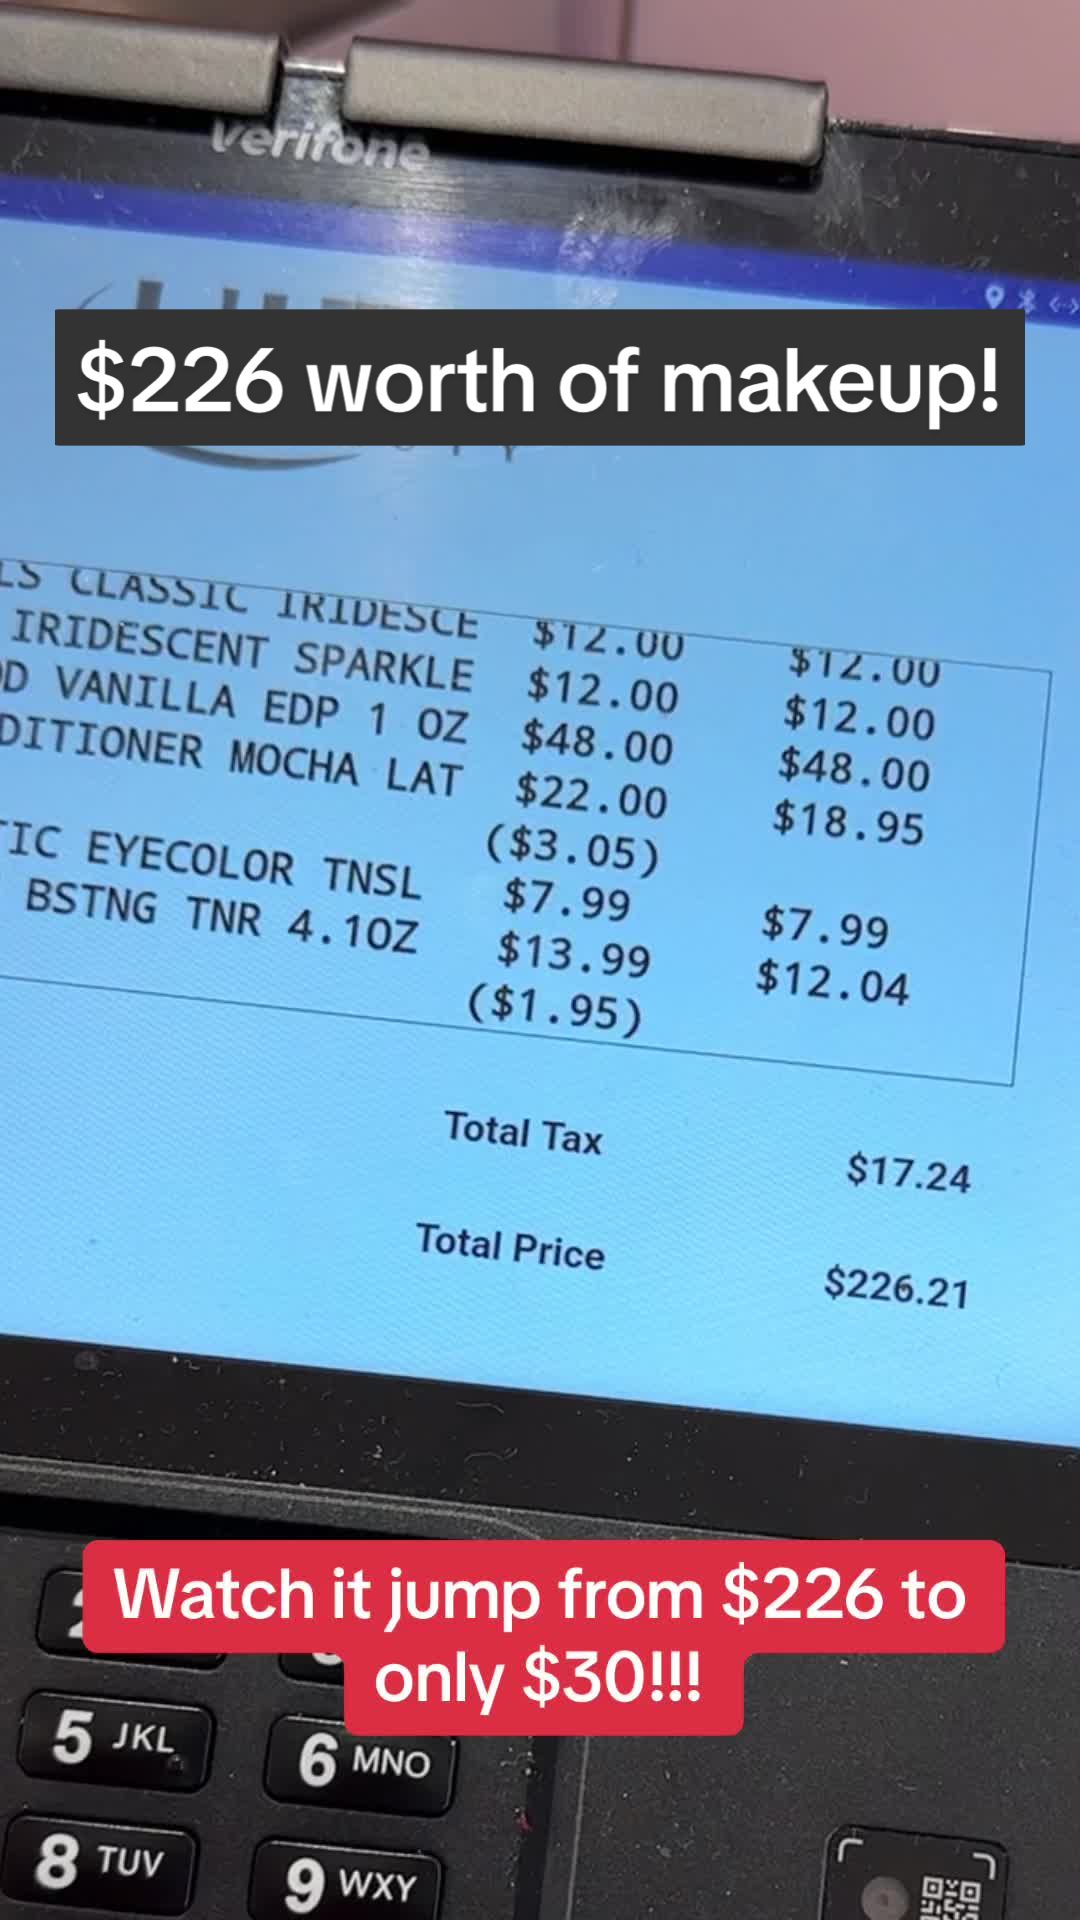 verifone
$226 worth of makeup!
LS CLASSIC IRIDESCE $12.00 $12.00
IRIDESCENT SPARKLE $12.00 $12.00
OD VANILLA EDP 1 OZ $48.00 $48.00
DITIONER MOCHA LAT $22.00 $18.95
($3.05)
TIC EYECOLOR TNSL $7.99 $7.99
BSTNG TNR 4.1OZ $13.99 $12.04
($1.95)
Total Tax $17.24
Total Price $226.21
Watch it jump from $226 to
only $30!!!
5 JKL 6 MNO
8 TUV 9 WXY